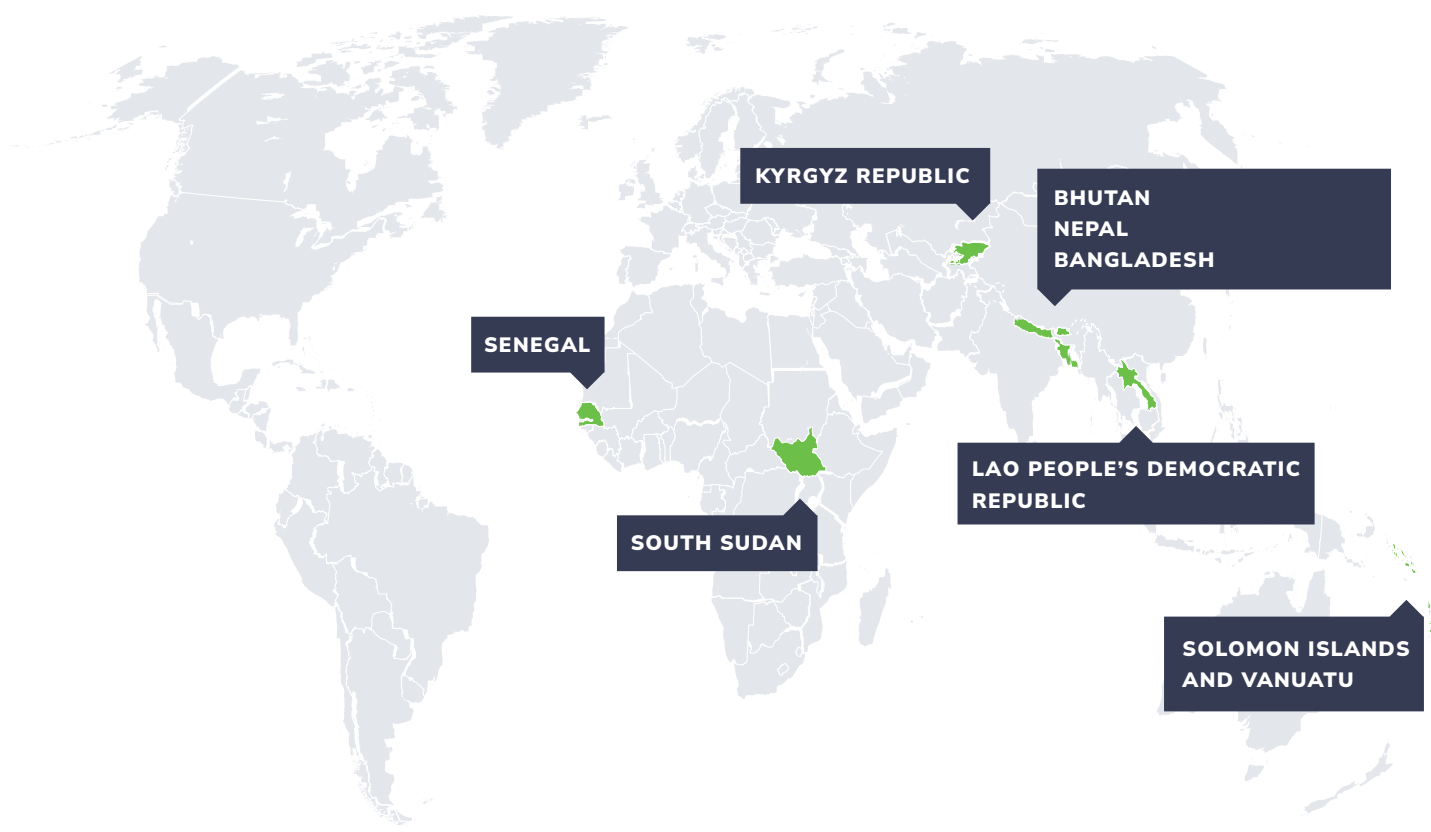 KYRGYZ REPUBLIC
BHUTAN
NEPAL
BANGLADESH
SENEGAL
LAO PEOPLE’S DEMOCRATIC
REPUBLIC
SOUTH SUDAN
SOLOMON ISLANDS
AND VANUATU